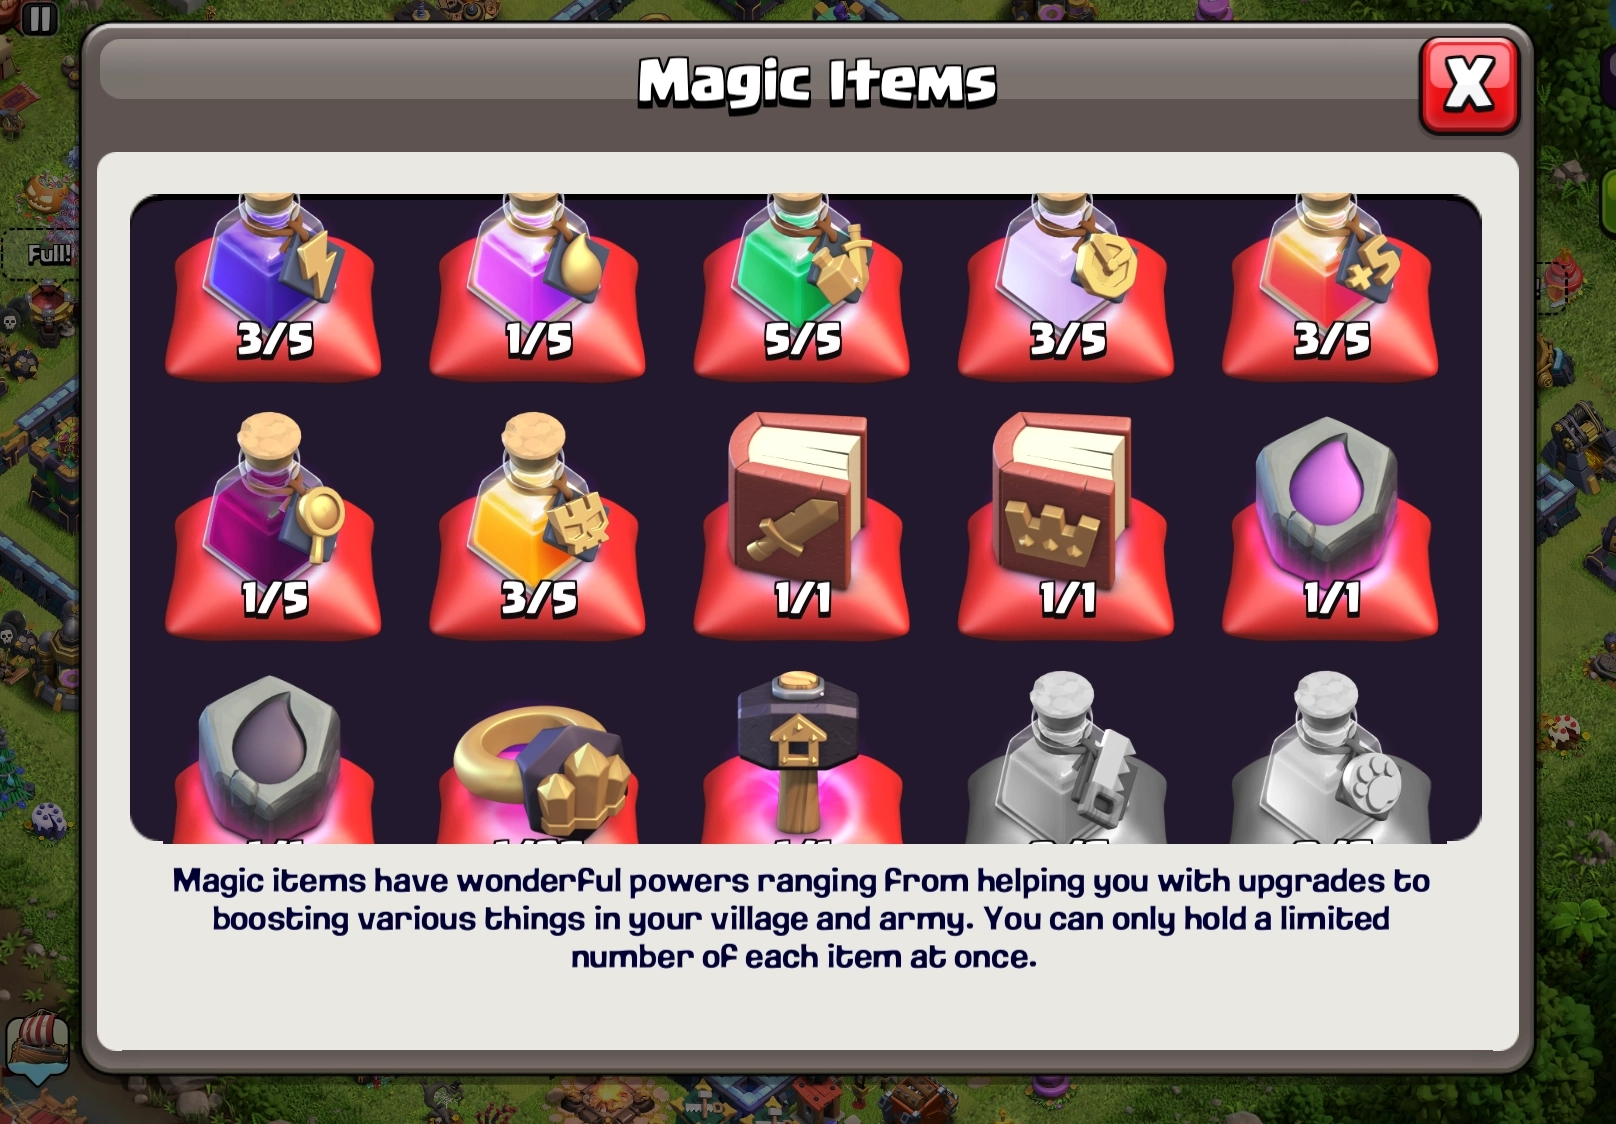 Magic Items
X
Full!
3/5
1/5
5/5
3/5
+5
3/5
1/5
3/5
1/1
1/1
1/1
Magic items have wonderful powers ranging from helping you with upgrades to
boosting various things in your village and army. You can only hold a limited
number of each item at once.